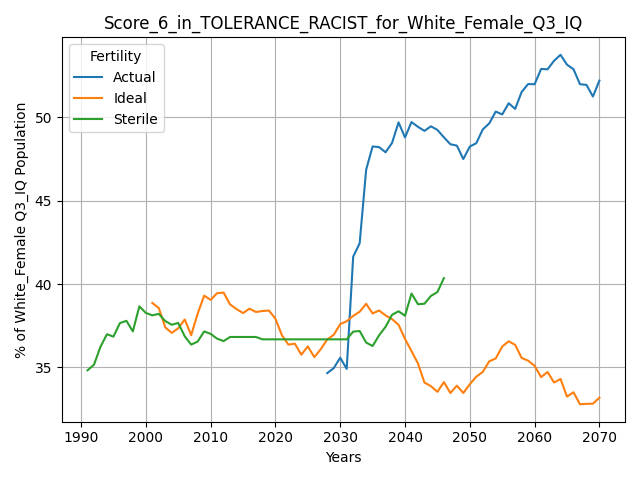 Score_6_in_TOLERANCE_RACIST_for_White_Female_Q3_IQ
Fertility
Actual
Ideal
Sterile
% of White_Female Q3_IQ Population
50
45
40
35
1990 2000 2010 2020 2030 2040 2050 2060 2070
Years